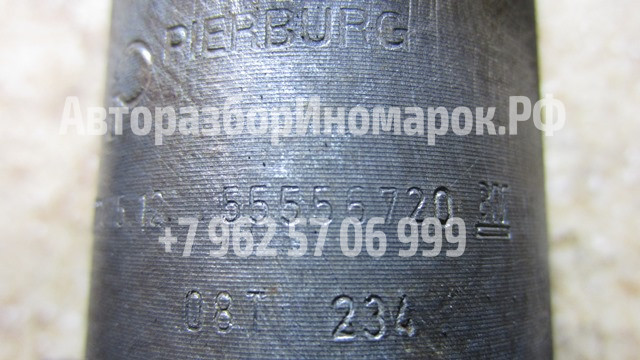 PIERBURG
АвторазборИномарок.РФ
55556720
+7 962 57 06 999
08T 234